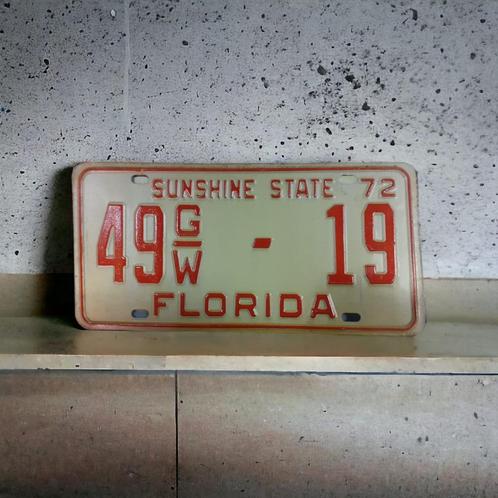 SUNSHINE STATE 72
49 G/W - 19
FLORIDA